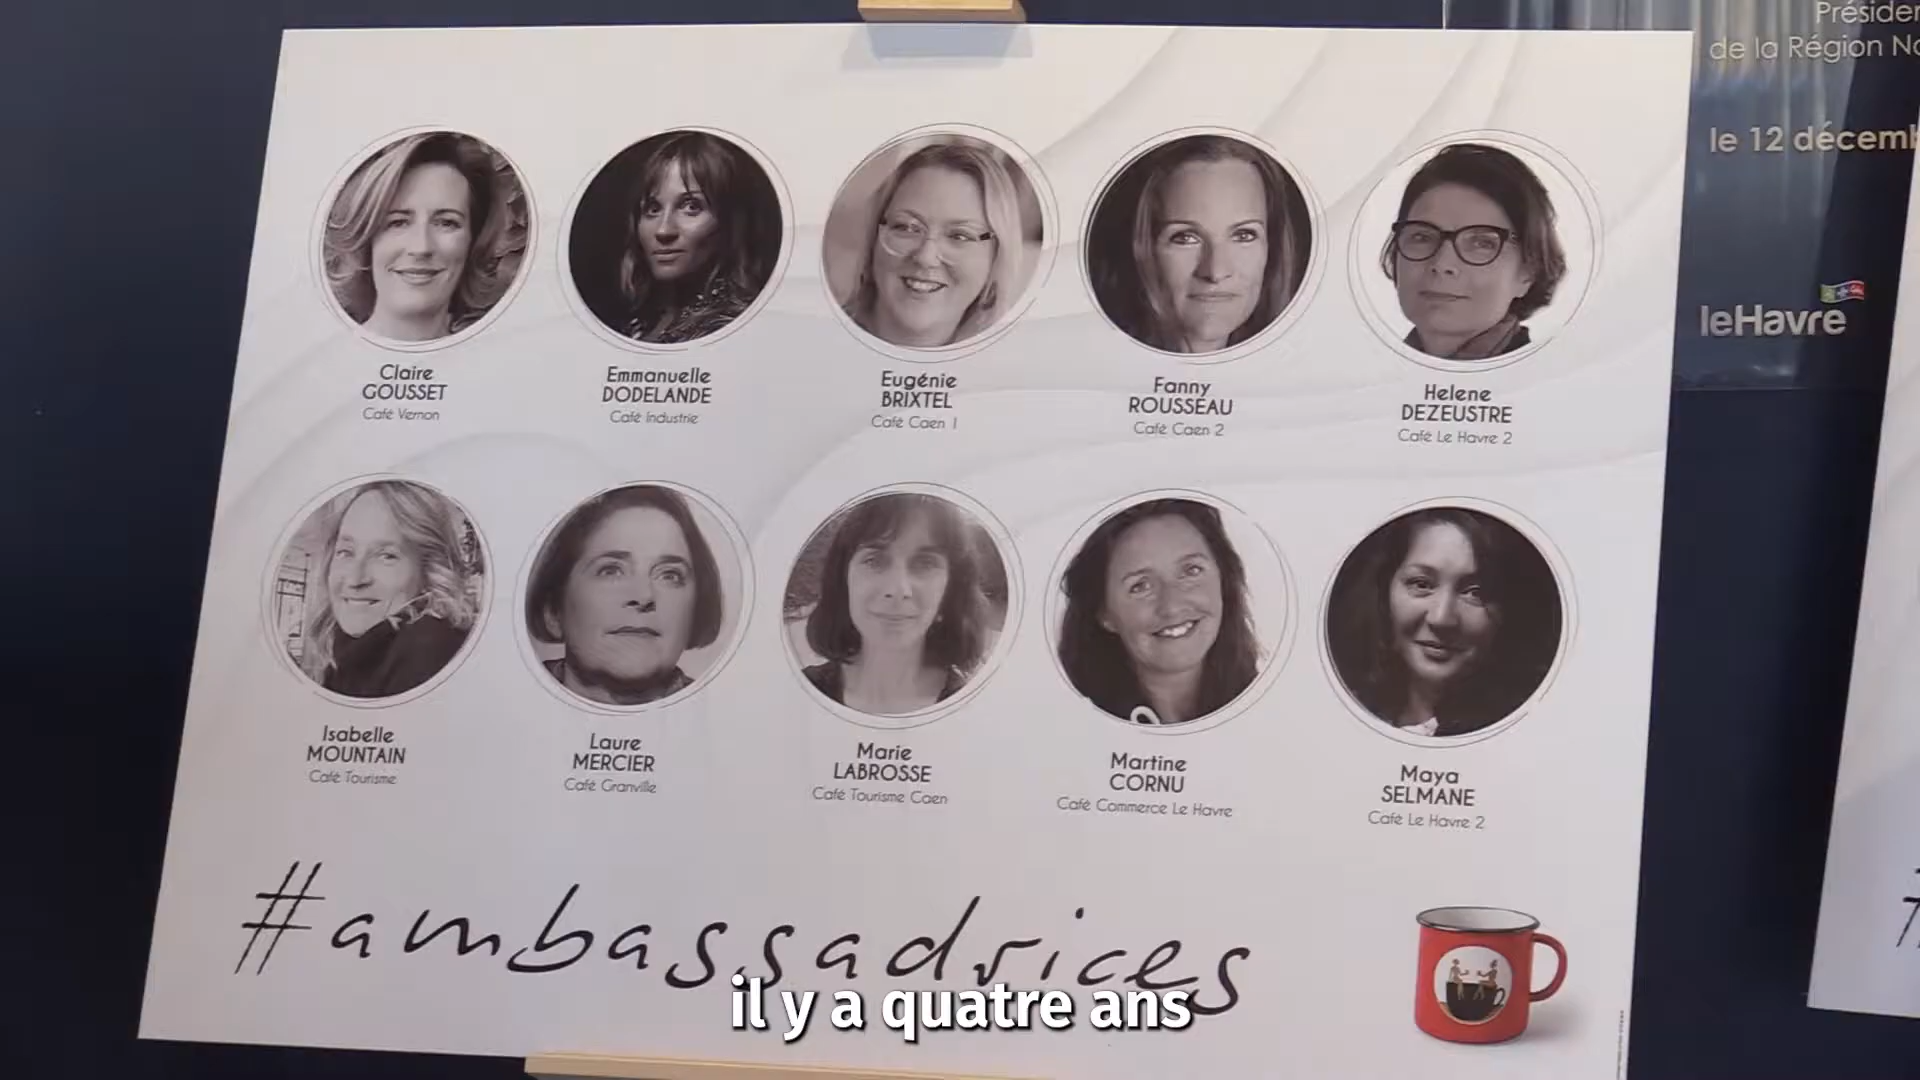 Présiden
de la Région No
le 12 décemb
leHavre
Claire
GOUSSET
Café Vernon
Emmanuelle
DODELANDE
Café Industrie
Eugénie
BRIXTEL
Café Caen 1
Fanny
ROUSSEAU
Café Caen 2
Helene
DEZEUSTRE
Café Le Havre 2
Isabelle
MOUNTAIN
Café Tourisme
Laure
MERCIER
Café Granville
Marie
LABROSSE
Café Tourisme Caen
Martine
CORNU
Café Commerce Le Havre
Maya
SELMANE
Café Le Havre 2
#ambassadrices
il y a quatre ans